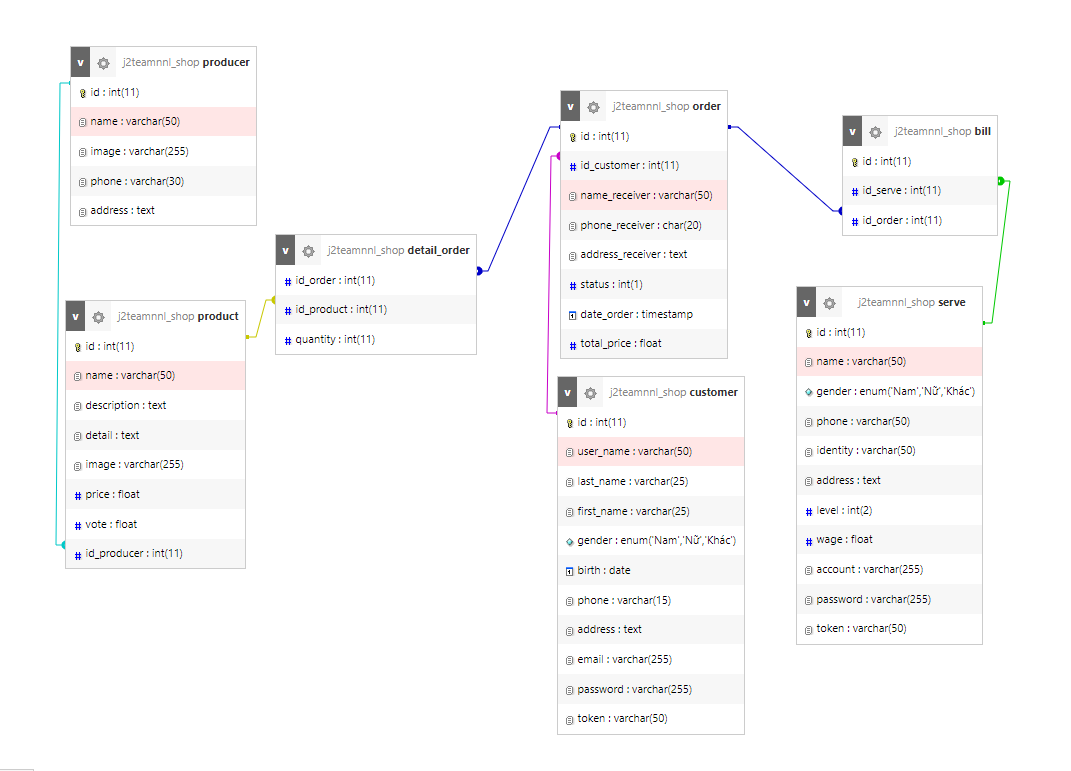 v j2teamnnl_shop producer
id : int(11)
name : varchar(50)
image : varchar(255)
phone : varchar(30)
address : text
v j2teamnnl_shop product
id : int(11)
name : varchar(50)
description : text
detail : text
image : varchar(255)
# price : float
# vote : float
# id_producer : int(11)
v j2teamnnl_shop detail_order
# id_order : int(11)
# id_product : int(11)
# quantity : int(11)
v j2teamnnl_shop order
id : int(11)
# id_customer : int(11)
name_receiver : varchar(50)
phone_receiver : char(20)
address_receiver : text
# status : int(1)
date_order : timestamp
# total_price : float
v j2teamnnl_shop customer
id : int(11)
user_name : varchar(50)
last_name : varchar(25)
first_name : varchar(25)
gender : enum('Nam','Nữ','Khác')
birth : date
phone : varchar(15)
address : text
email : varchar(255)
password : varchar(255)
token : varchar(50)
v j2teamnnl_shop bill
id : int(11)
# id_serve : int(11)
# id_order : int(11)
v j2teamnnl_shop serve
id : int(11)
name : varchar(50)
gender : enum('Nam','Nữ','Khác')
phone : varchar(50)
identity : varchar(50)
address : text
# level : int(2)
# wage : float
account : varchar(255)
password : varchar(255)
token : varchar(50)